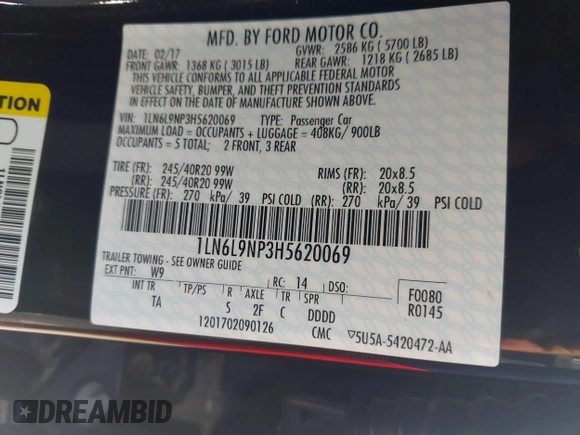 MFD. BY FORD MOTOR CO.
DATE: 02/17 GVWR: 2586 KG ( 5700 LB)
FRONT GAWR: 1368 KG ( 3015 LB) REAR GAWR: 1218 KG ( 2685 LB)
THIS VEHICLE CONFORMS TO ALL APPLICABLE FEDERAL MOTOR
VEHICLE SAFETY, BUMPER, AND THEFT PREVENTION STANDARDS
IN EFFECT ON THE DATE OF MANUFACTURE SHOWN ABOVE.
VIN: 1LN6L9NP3H5620069 TYPE: Passenger Car
MAXIMUM LOAD = OCCUPANTS + LUGGAGE = 408KG/ 900LB
OCCUPANTS = 5 TOTAL; 2 FRONT, 3 REAR
TIRE (FR): 245/40R20 99W RIMS (FR): 20x8.5
(RR): 245/40R20 99W (RR): 20x8.5
PRESSURE (FR): 270 kPa/ 39 PSI COLD (RR): 270 kPa/ 39 PSI COLD
1LN6L9NP3H5620069
TRAILER TOWING - SEE OWNER GUIDE
EXT PNT: W9 RC: 14 DSO: F0080
INT TR TP/PS R AXLE TR SPR R0145
TA S 2F C DDDD
1201702090126 CMC 5U5A-5420472-AA
DREAMBID